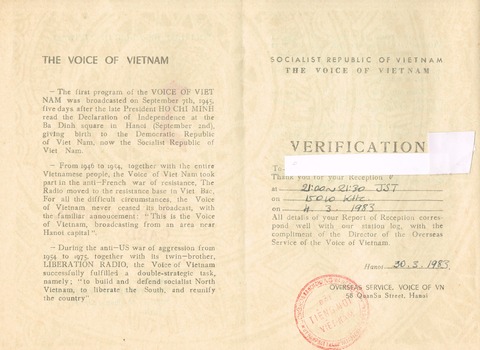 THE VOICE OF VIETNAM
— The first program of the VOICE OF VIET
NAM was broadcasted on September 7th, 1945,
five days after the late President HO CHI MINH
read the Declaration of Independence at the
Ba Dinh square in Hanoi (September 2nd),
giving birth to the Democratic Republic
of Viet Nam, now the Socialist Republic of
Viet Nam.
— From 1946 to 1954, together with the entire
Vietnamese people, the Voice of Viet Nam took
part in the anti-French war of resistance, The
Radio moved to the resistance base in Viet Bac.
For all the difficult circumstances, the Voice
of Vietnam never ceased its broadcast, with
the familiar annoucement: "This is the Voice
of Vietnam, broadcasting from an area near
Hanoi capital".
— During the anti-US war of aggression from
1954 to 1975, together with its twin-brother,
LIBERATION RADIO, the Voice of Vietnam
successfully fulfilled a double-strategic task,
namely; "to build and defend socialist North
Vietnam, to liberate the South, and reunify
the country"
SOCIALIST REPUBLIC OF VIETNAM
THE VOICE OF VIETNAM
VERIFICATION
To-
Thank you for your Reception
at 2100-2130 JST
on 15010 KHz
on 4.3.1983
All details of your Report of Reception corres-
pond well with our station log, with the
compliment of the Director of the Overseas
Service of the Voice of Vietnam.
Hanoi 30.3.1983
OVERSEAS SERVICE, VOICE OF VN
58 QuanSu Street, Hanoi